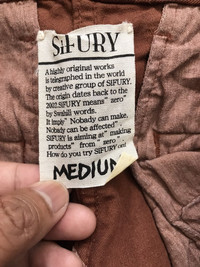 SiFURY
A highly original works
is telegraphed in the world
by creative group of SIFURY.
The origin dates back to the
2002.SIFURY means" zero"
by Swahili words.
It imply" Nobody can make,
Nobody can be affected".
SIFURY is aiming at" making
products" from " zero".
How do you try SIFURY
MEDIUM